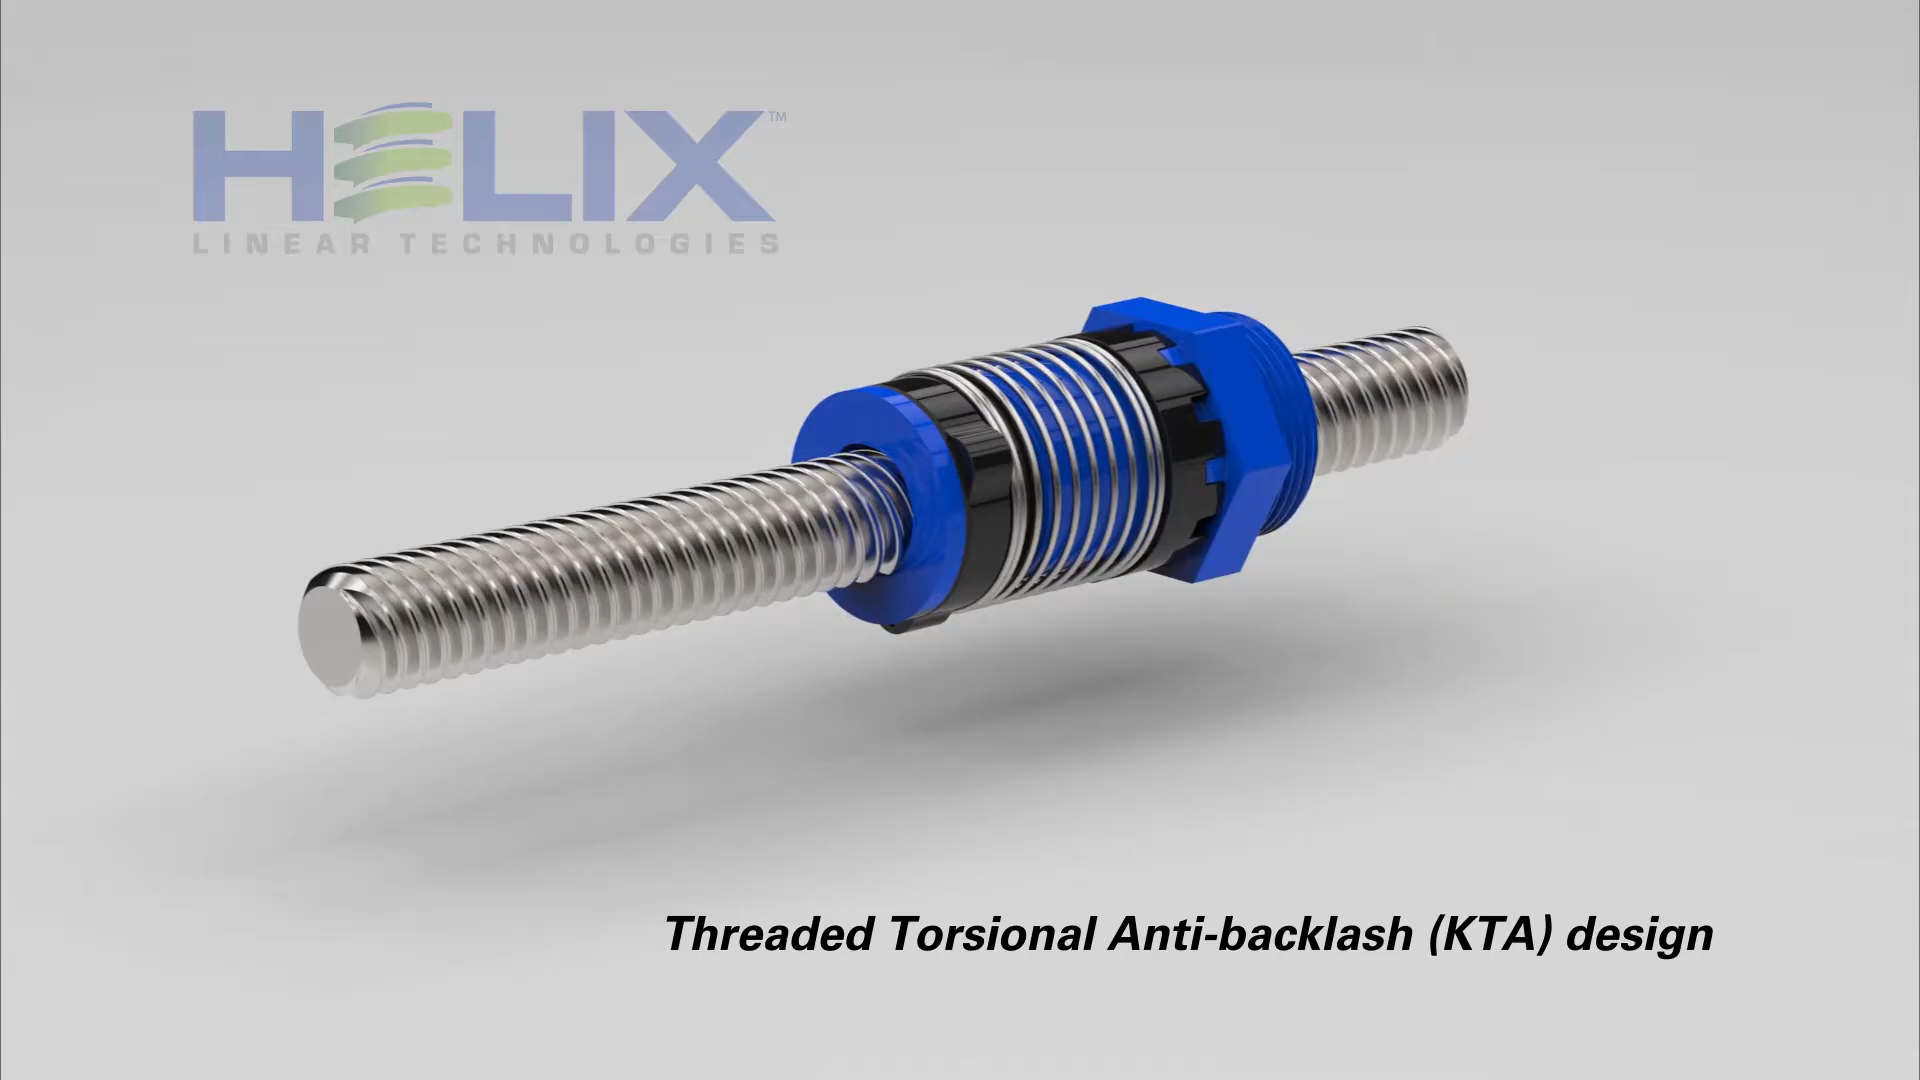 HELIX™
LINEAR TECHNOLOGIES
Threaded Torsional Anti-backlash (KTA) design